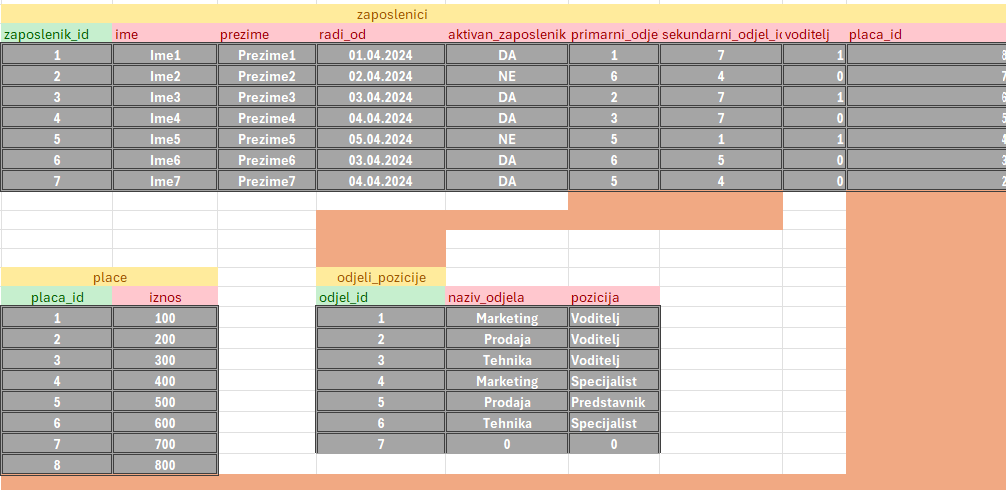 zaposlenici
zaposlenik_id ime prezime radi_od aktivan_zaposlenik primarni_odje sekundarni_odjel_i voditelj placa_id
1 Ime1 Prezime1 01.04.2024 DA 1 7 1 8
2 Ime2 Prezime2 02.04.2024 NE 6 4 0 7
3 Ime3 Prezime3 03.04.2024 DA 2 7 1 6
4 Ime4 Prezime4 04.04.2024 DA 3 7 0 5
5 Ime5 Prezime5 05.04.2024 NE 5 1 1 4
6 Ime6 Prezime6 03.04.2024 DA 6 5 0 3
7 Ime7 Prezime7 04.04.2024 DA 5 4 0 2
place odjeli_pozicije
placa_id iznos odjel_id naziv_odjela pozicija
1 100 1 Marketing Voditelj
2 200 2 Prodaja Voditelj
3 300 3 Tehnika Voditelj
4 400 4 Marketing Specijalist
5 500 5 Prodaja Predstavnik
6 600 6 Tehnika Specijalist
7 700 7 0 0
8 800